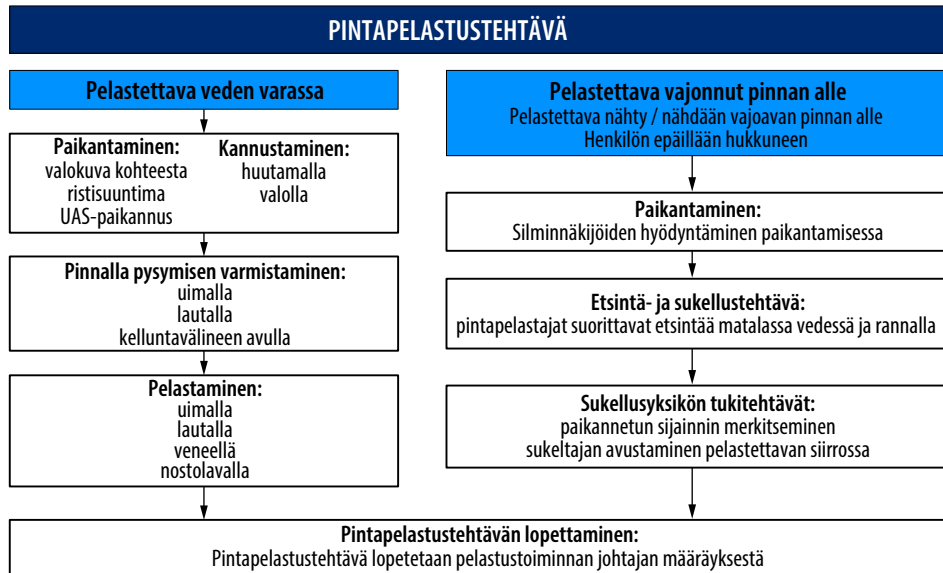 PINTAPELASTUSTEHTÄVÄ
Pelastettava veden varassa
Paikantaminen:
valokuva kohteesta
ristisuuntima
UAS-paikannus
Kannustaminen:
huutamalla
valolla
Pinnalla pysymisen varmistaminen:
uimalla
lautalla
kelluntavälineen avulla
Pelastaminen:
uimalla
lautalla
veneellä
nostolavalla
Pelastettava vajonnut pinnan alle
Pelastettava nähty / nähdään vajoavan pinnan alle
Henkilön epäillään hukkuneen
Paikantaminen:
Silminnäkijöiden hyödyntäminen paikantamisessa
Etsintä- ja sukellustehtävä:
pintapelastajat suorittavat etsintää matalassa vedessä ja rannalla
Sukellusyksikön tukitehtävät:
paikannetun sijainnin merkitseminen
sukeltajan avustaminen pelastettavan siirrossa
Pintapelastustehtävän lopettaminen:
Pintapelastustehtävä lopetetaan pelastustoiminnan johtajan määräyksestä